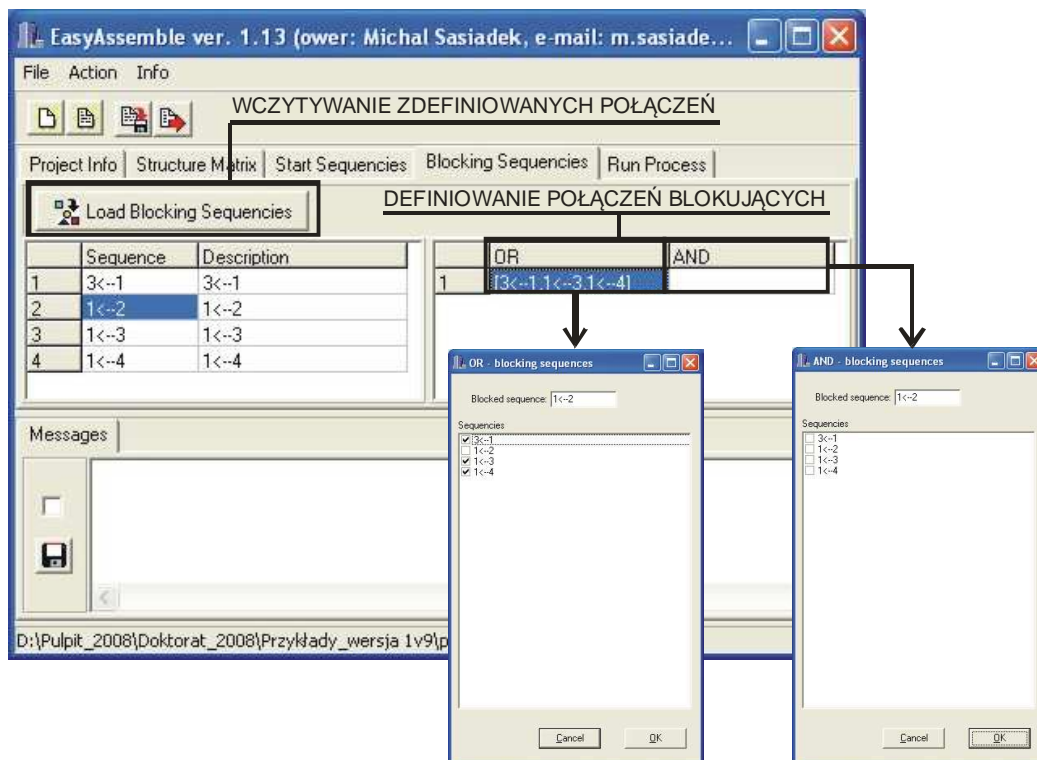 EasyAssemble ver. 1.13 (ower: Michal Sasiadek, e-mail: m.sasiade...
File Action Info
WCZYTYWANIE ZDEFINIOWANYCH POŁĄCZEŃ
Project Info Structure Matrix Start Sequencies Blocking Sequencies Run Process
DEFINIOWANIE POŁĄCZEŃ BLOKUJĄCYCH
Load Blocking Sequencies
Sequence Description
1 3<--1 3<--1
2 1<--2 1<--2
3 1<--3 1<--3
4 1<--4 1<--4
OR AND
1 [3<--1,1<--3,1<--4]
Messages
D:\Pulpit_2008\Doktorat_2008\Przykłady_wersja 1v9\p
OR - blocking sequences
Blocked sequence: 1<--2
Sequencies
3<--1
1<--2
1<--3
1<--4
Cancel OK
AND - blocking sequences
Blocked sequence: 1<--2
Sequencies
3<--1
1<--2
1<--3
1<--4
Cancel OK